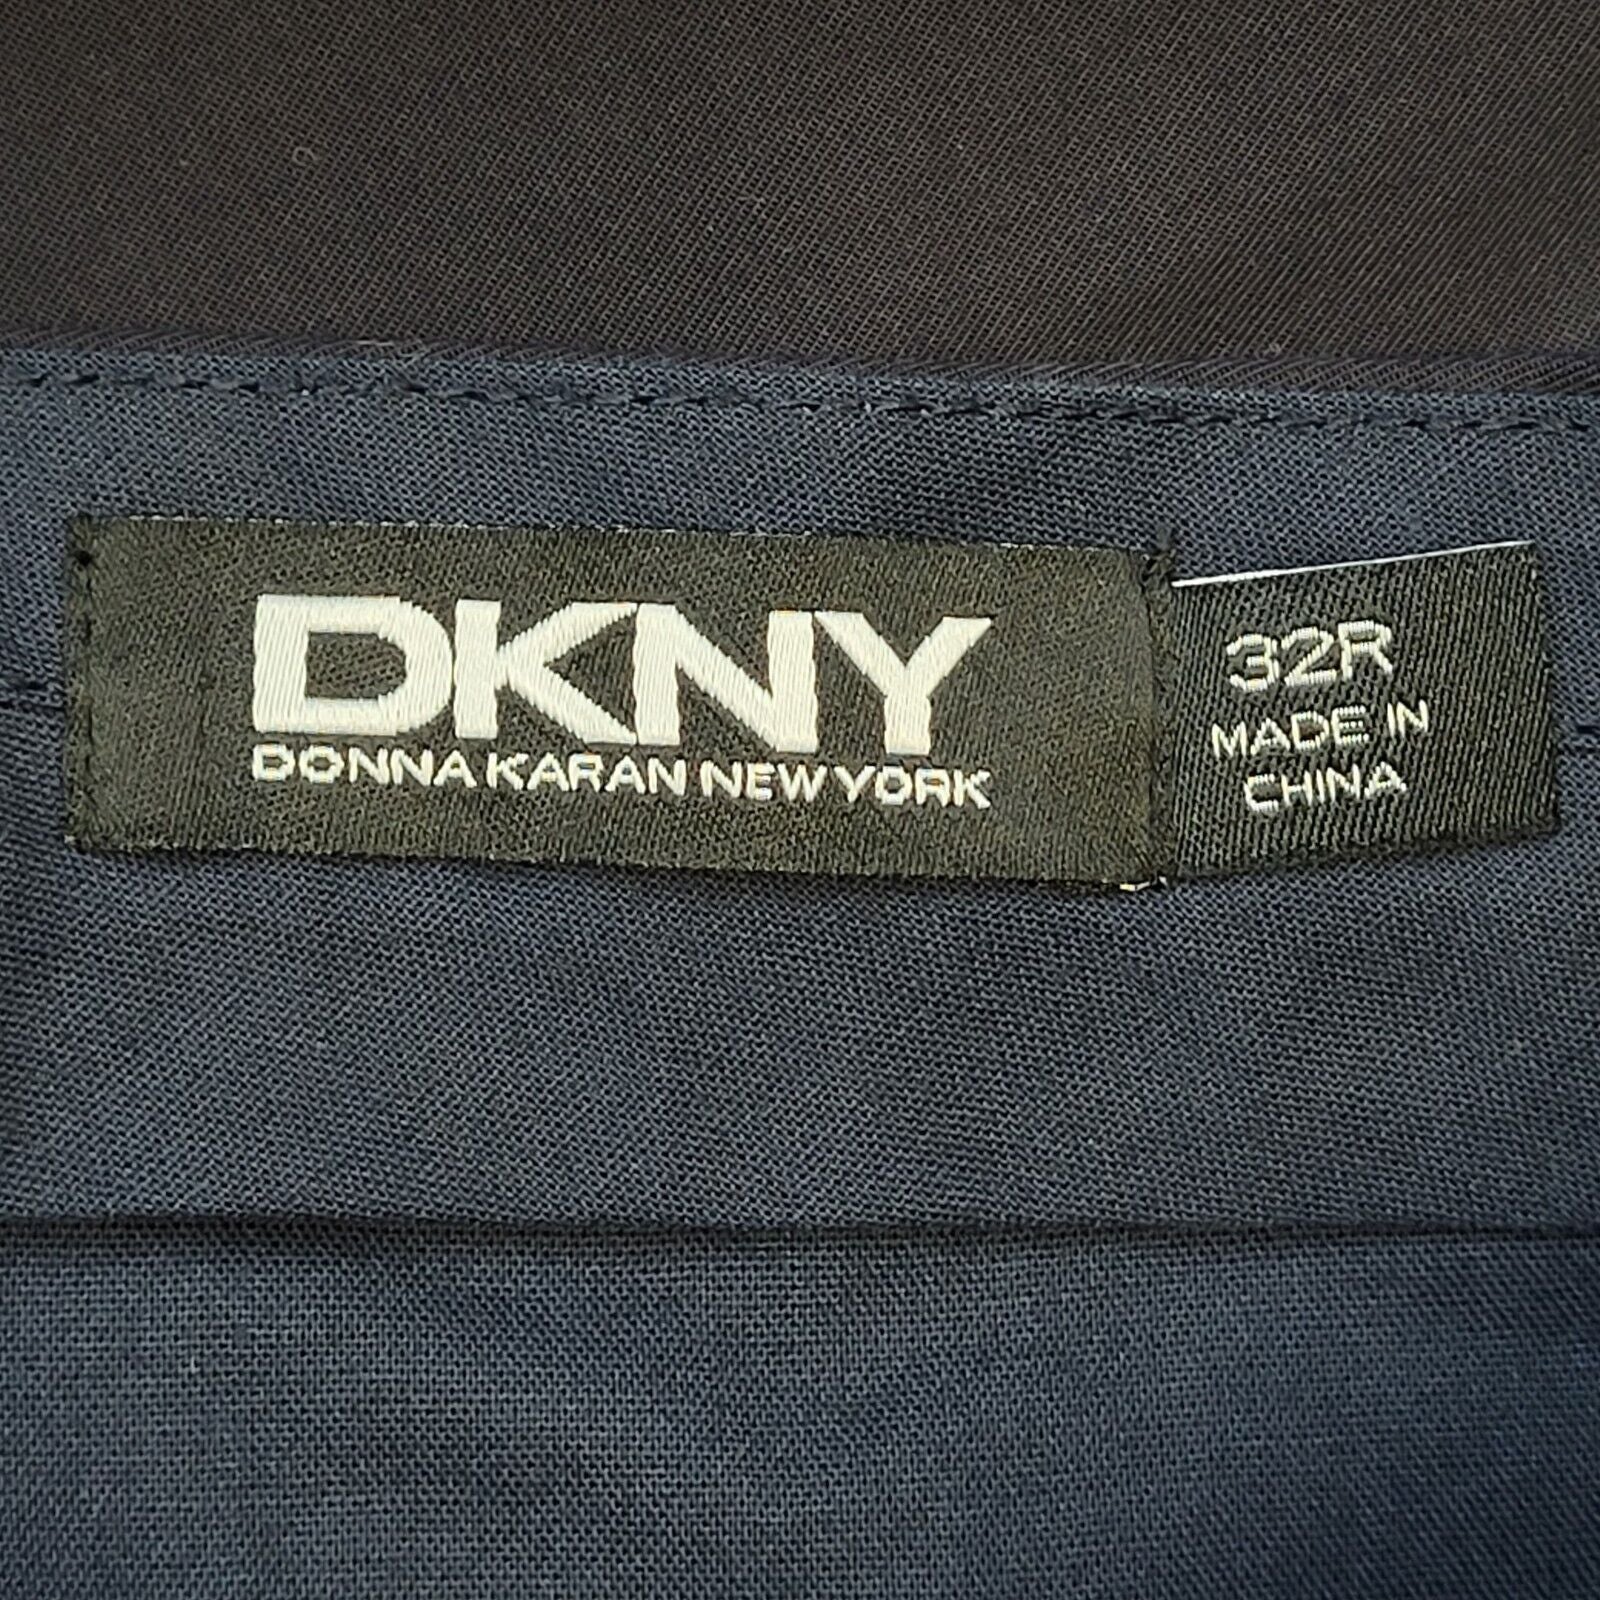 DKNY
DONNA KARAN NEW YORK
32R
MADE IN
CHINA